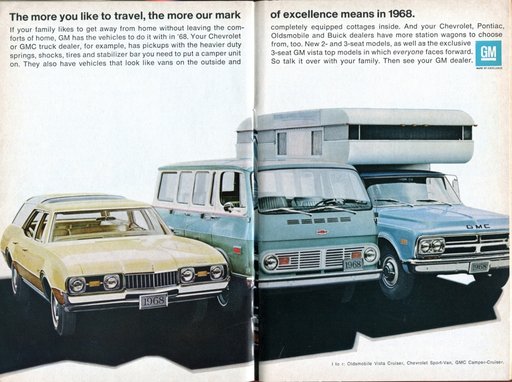 The more you like to travel, the more our mark of excellence means in 1968.
If your family likes to get away from home without leaving the com-
forts of home, GM has the vehicles to do it with in '68. Your Chevrolet
or GMC truck dealer, for example, has pickups with the heavier duty
springs, shocks, tires and stabilizer bar you need to put a camper unit
on. They also have vehicles that look like vans on the outside and
completely equipped cottages inside. And your Chevrolet, Pontiac,
Oldsmobile and Buick dealers have more station wagons to choose
from, too. New 2- and 3-seat models, as well as the exclusive
3-seat GM vista top models in which everyone faces forward.
So talk it over with your family. Then see your GM dealer.
GM
MARK OF EXCELLENCE
1968
1968
GMC
1968
l to r: Oldsmobile Vista Cruiser, Chevrolet Sport-Van, GMC Camper-Cruiser.